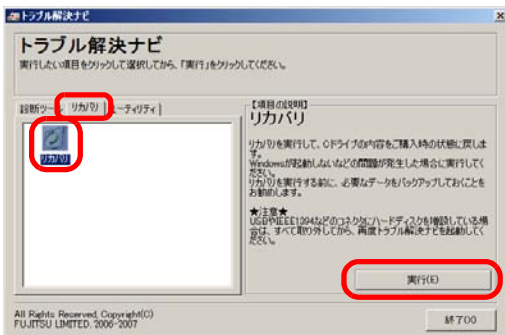 トラブル解決ナビ
トラブル解決ナビ
実行したい項目をクリックして選択してから、「実行」をクリックしてください。
診断ツール リカバリ ユーティリティ
リカバリ
【項目の説明】
リカバリ
リカバリを実行して、Cドライブの内容をご購入時の状態に戻しま
す。
Windowsが起動しないなどの問題が発生した場合に実行してく
ださい。
リカバリを実行する前に、必要なデータをバックアップしておくことを
お勧めします。
★注意★
USBやIEEE1394などのコネクタにハードディスクを増設している場
合は、すべて取り外してから、再度トラブル解決ナビを起動してく
ださい。
実行(E)
All Rights Reserved, Copyright(C)
FUJITSU LIMITED. 2006-2007
終了(X)